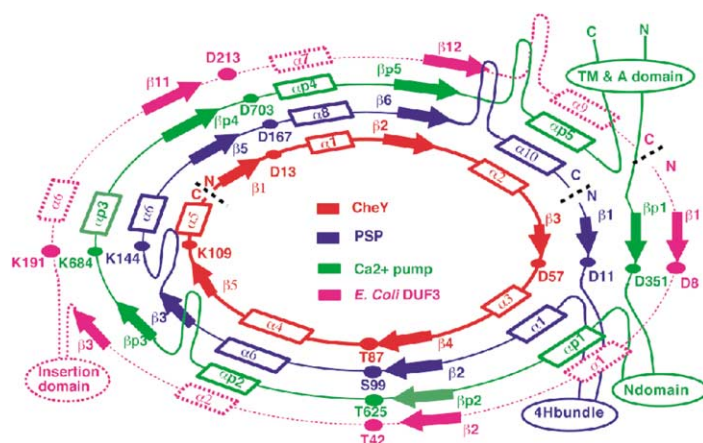 D213
α7
β12
C
N
β11
βp5
TM & A domain
D703
αp4
βp4
β6
α9
D167
α8
αp5
β5
β2
α1
α10
C
N
α6
αp3
α6
N
C
D13
β1
α2
C
N
β1
βp1
β1
α5
CheY
β3
PSP
K191
K684
K144
K109
Ca2+ pump
D57
D11
D351
D8
E. Coli DUF3
β5
α3
β3
βp3
β3
α4
β4
α1
αp1
T87
α6
β2
Insertion
domain
S99
αp2
βp2
Ndomain
α2
T625
4Hbundle
T42
β2